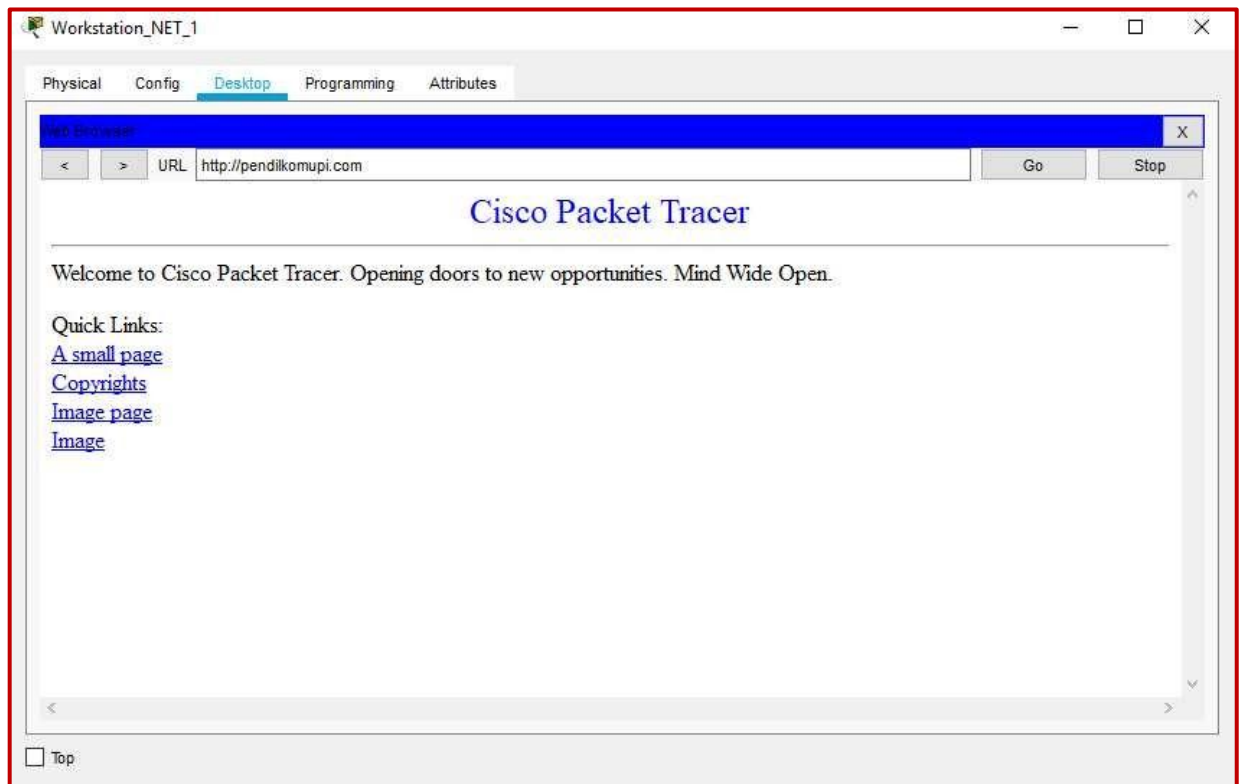 Workstation_NET_1
Physical Config Desktop Programming Attributes
Web Browser
X
< > URL http://pendilkomupi.com Go Stop
Cisco Packet Tracer
Welcome to Cisco Packet Tracer. Opening doors to new opportunities. Mind Wide Open.
Quick Links:
A small page
Copyrights
Image page
Image
Top